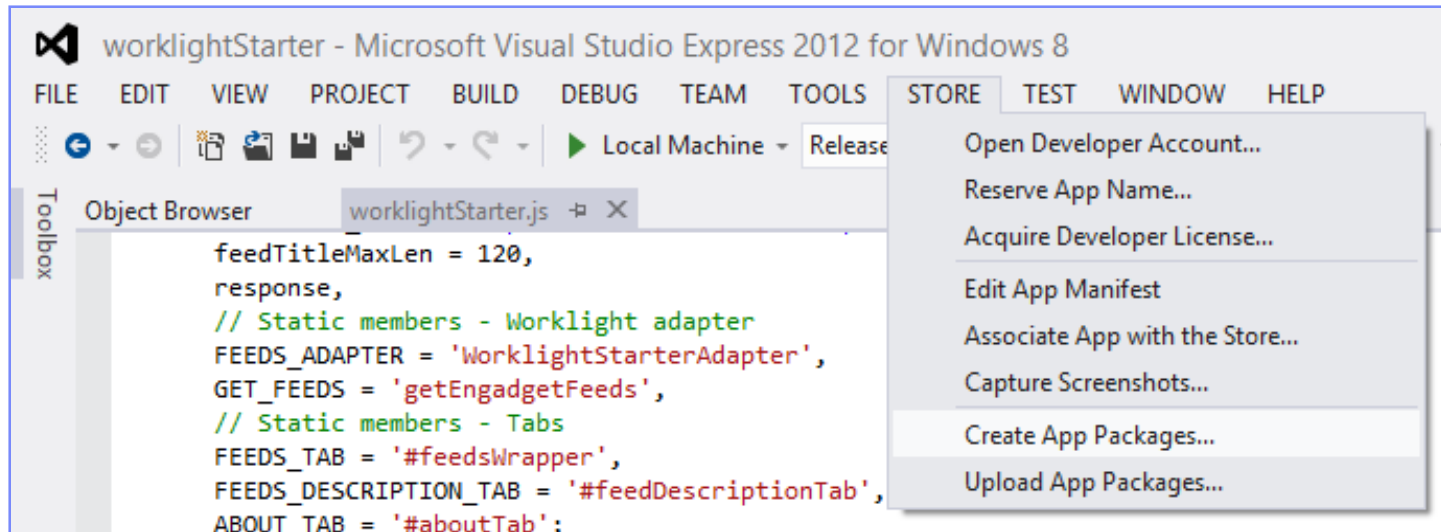 worklightStarter - Microsoft Visual Studio Express 2012 for Windows 8
FILE EDIT VIEW PROJECT BUILD DEBUG TEAM TOOLS STORE TEST WINDOW HELP
Local Machine Release
Open Developer Account...
Reserve App Name...
Acquire Developer License...
Edit App Manifest
Associate App with the Store...
Capture Screenshots...
Create App Packages...
Upload App Packages...
Toolbox
Object Browser worklightStarter.js
feedTitleMaxLen = 120,
response,
// Static members - Worklight adapter
FEEDS_ADAPTER = 'WorklightStarterAdapter',
GET_FEEDS = 'getEngadgetFeeds',
// Static members - Tabs
FEEDS_TAB = '#feedsWrapper',
FEEDS_DESCRIPTION_TAB = '#feedDescriptionTab',
ABOUT_TAB = '#aboutTab';